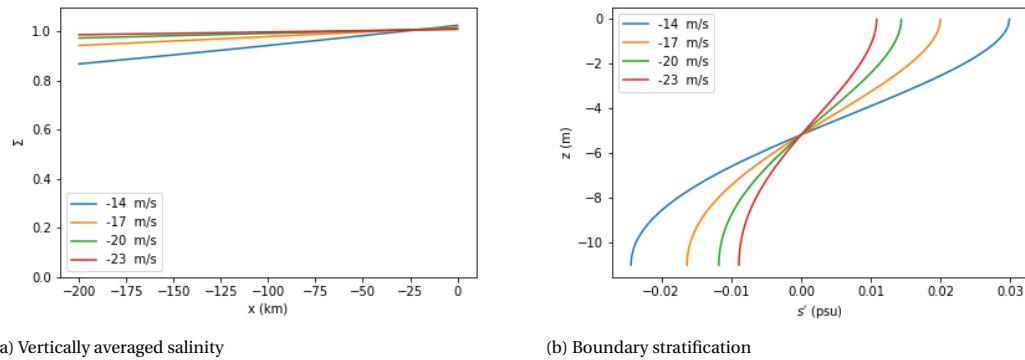 1.0
0.8
0.6
0.4
0.2
0.0
Σ
-14 m/s
-17 m/s
-20 m/s
-23 m/s
−200 −175 −150 −125 −100 −75 −50 −25 0
x (km)
a) Vertically averaged salinity
0
−2
−4
−6
−8
−10
z (m)
-14 m/s
-17 m/s
-20 m/s
-23 m/s
−0.02 −0.01 0.00 0.01 0.02 0.03
s′ (psu)
(b) Boundary stratification